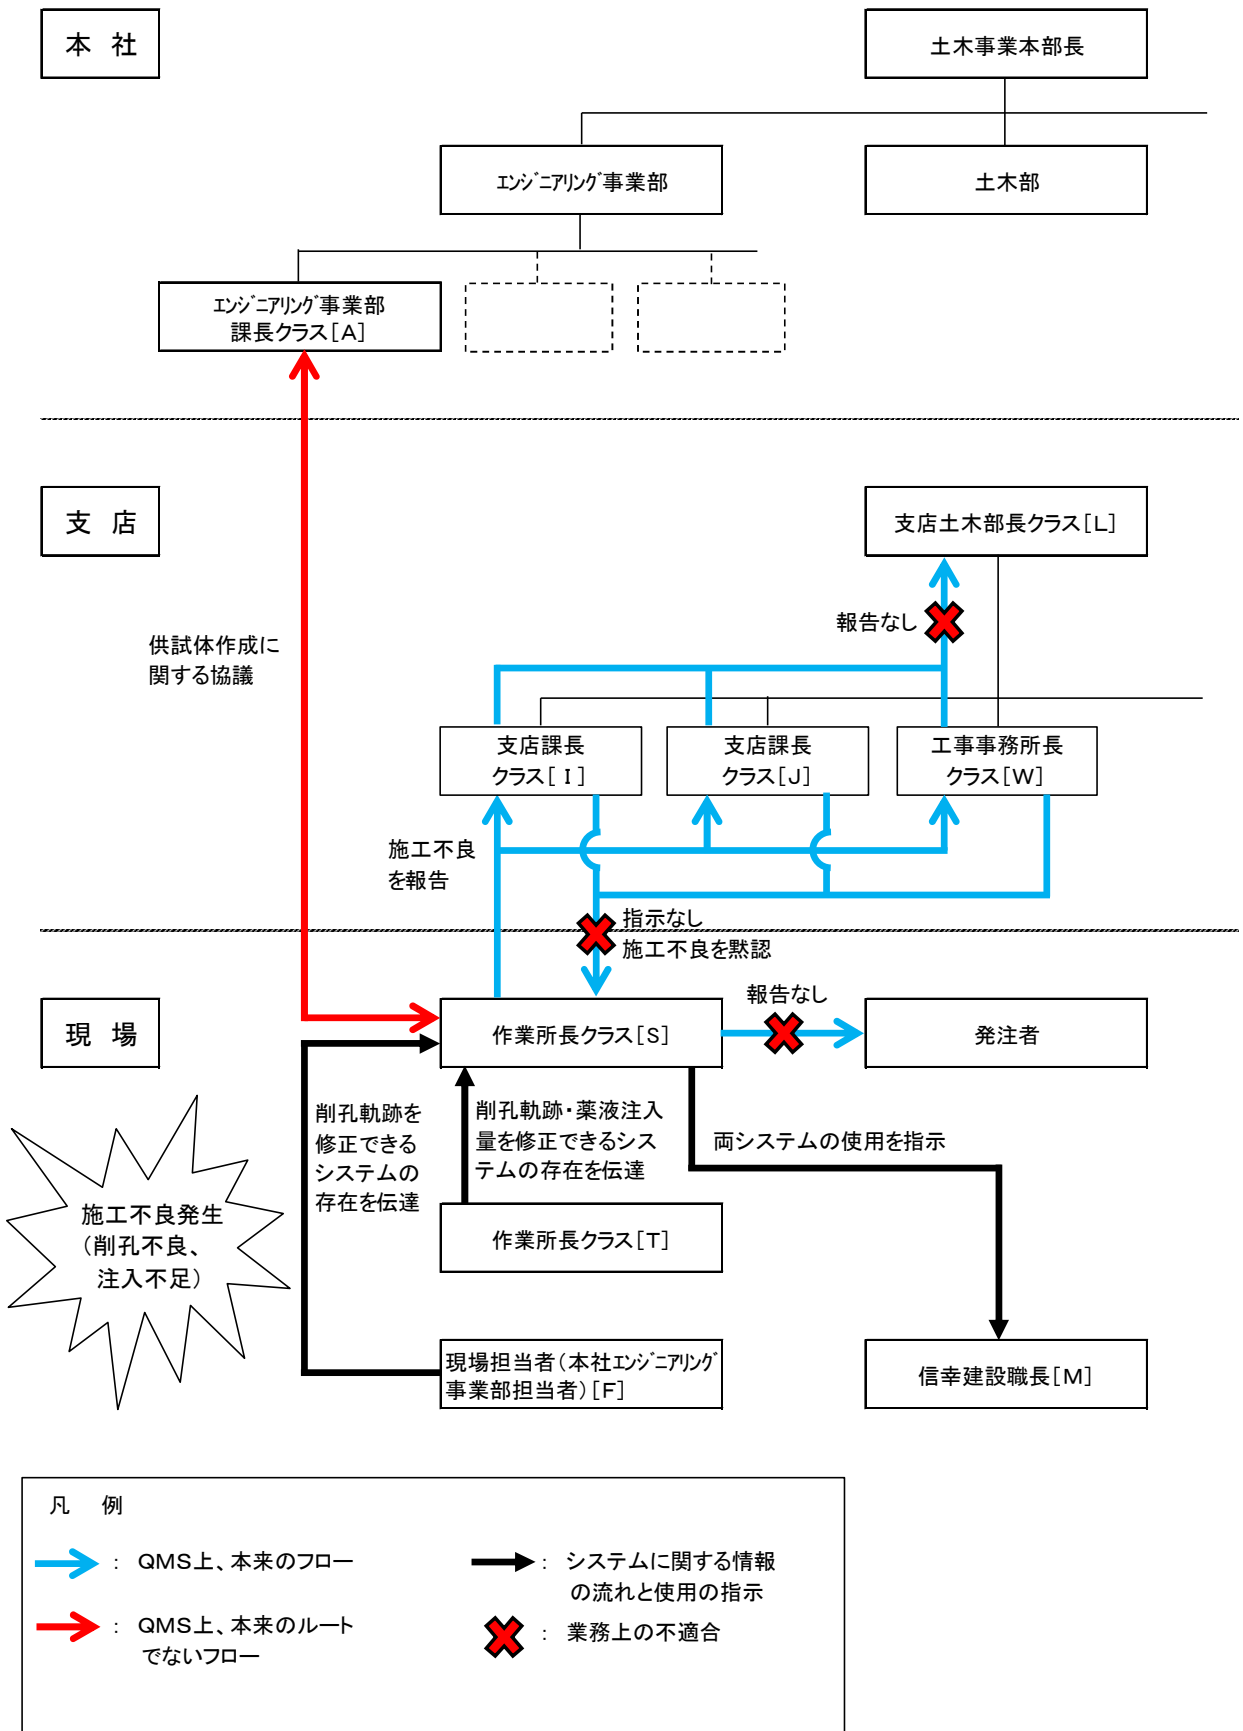 本 社
土木事業本部長
エンジニアリング事業部
土木部
エンジニアリング事業部
課長クラス[A]
支 店
支店土木部長クラス[L]
報告なし
供試体作成に
関する協議
支店課長
クラス[I]
支店課長
クラス[J]
工事事務所長
クラス[W]
施工不良
を報告
指示なし
施工不良を黙認
現 場
作業所長クラス[S]
報告なし
発注者
削孔軌跡を
修正できる
システムの
存在を伝達
削孔軌跡・薬液注入
量を修正できるシス
テムの存在を伝達
両システムの使用を指示
施工不良発生
(削孔不良、
注入不足)
作業所長クラス[T]
現場担当者(本社エンジニアリング
事業部担当者)[F]
信幸建設職長[M]
凡 例
: QMS上、本来のフロー
: システムに関する情報
の流れと使用の指示
: QMS上、本来のルート
でないフロー
: 業務上の不適合